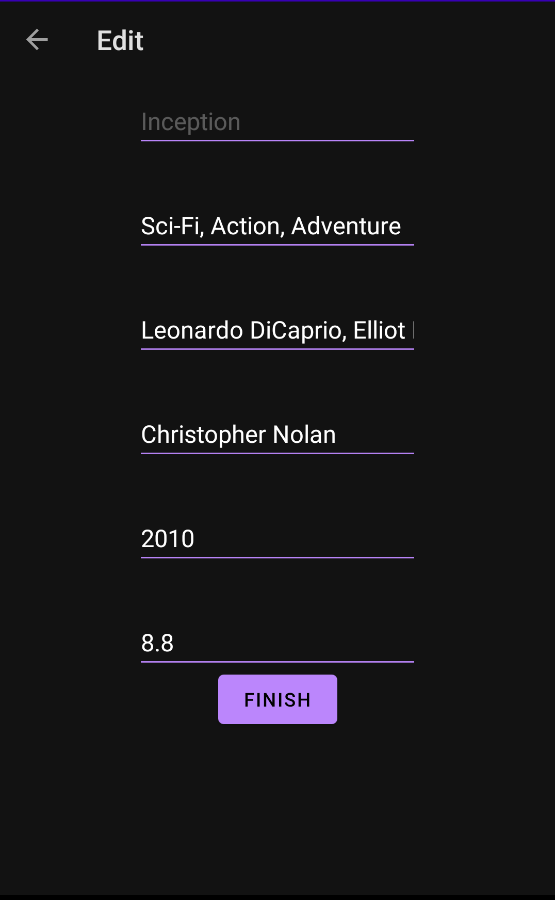 Edit
Inception
Sci-Fi, Action, Adventure
Leonardo DiCaprio, Elliot
Christopher Nolan
2010
8.8
FINISH